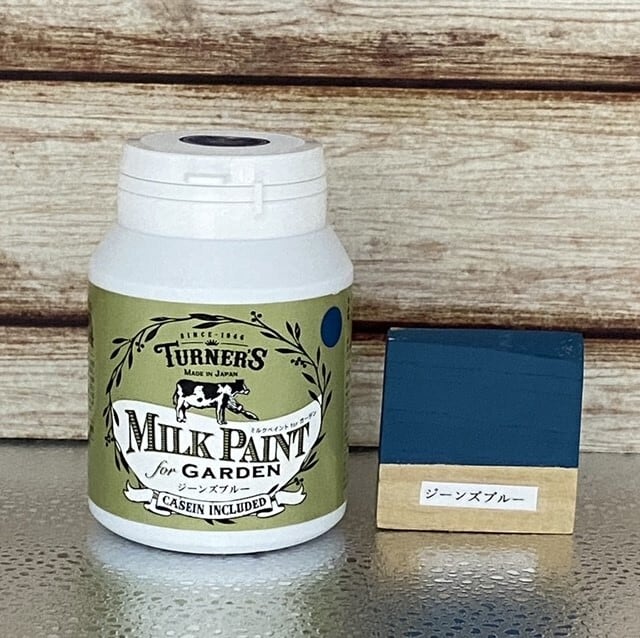 SINCE-1946
TURNER'S
MADE IN JAPAN
ミルクペイント for ガーデン
MILK PAINT
for GARDEN
ジーンズブルー
CASEIN INCLUDED
ジーンズブルー